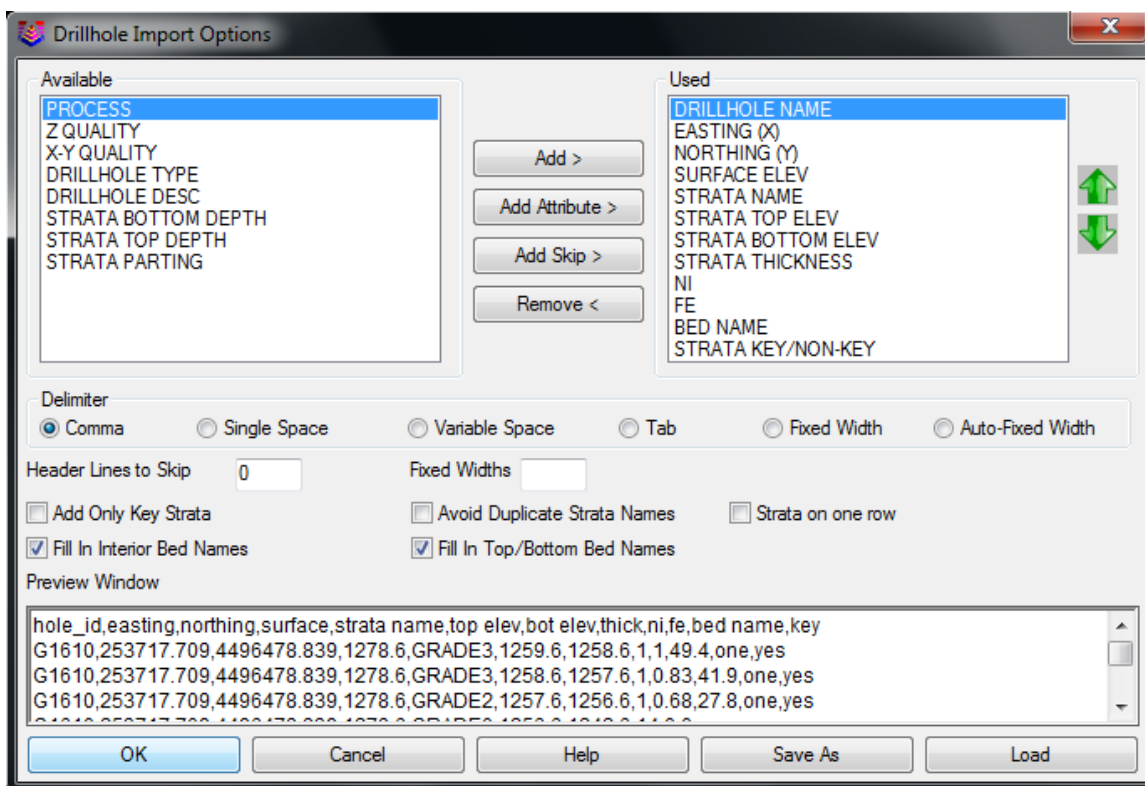 Drillhole Import Options
Available
PROCESS
Z QUALITY
X-Y QUALITY
DRILLHOLE TYPE
DRILLHOLE DESC
STRATA BOTTOM DEPTH
STRATA TOP DEPTH
STRATA PARTING
Add >
Add Attribute >
Add Skip >
Remove <
Used
DRILLHOLE NAME
EASTING (X)
NORTHING (Y)
SURFACE ELEV
STRATA NAME
STRATA TOP ELEV
STRATA BOTTOM ELEV
STRATA THICKNESS
NI
FE
BED NAME
STRATA KEY/NON-KEY
Delimiter
Comma Single Space Variable Space Tab Fixed Width Auto-Fixed Width
Header Lines to Skip 0 Fixed Widths
Add Only Key Strata Avoid Duplicate Strata Names Strata on one row
Fill In Interior Bed Names Fill In Top/Bottom Bed Names
Preview Window
hole_id,easting,northing,surface,strata name,top elev,bot elev,thick,ni,fe,bed name,key
G1610,253717.709,4496478.839,1278.6,GRADE3,1259.6,1258.6,1,1,49.4,one,yes
G1610,253717.709,4496478.839,1278.6,GRADE3,1258.6,1257.6,1,0.83,41.9,one,yes
G1610,253717.709,4496478.839,1278.6,GRADE2,1257.6,1256.6,1,0.68,27.8,one,yes
OK Cancel Help Save As Load